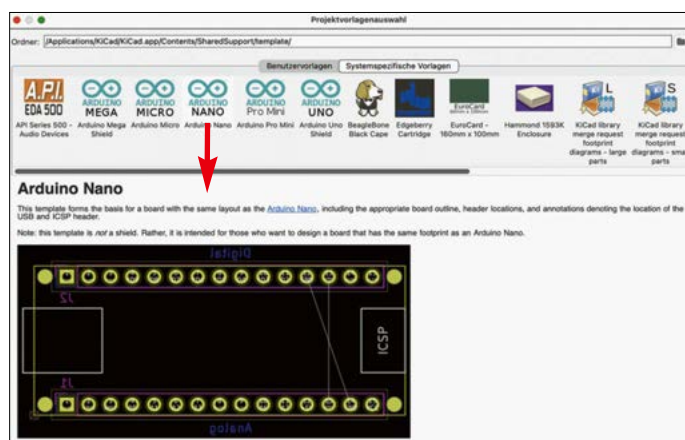 Projektvorlagenauswahl
Ordner: /Applications/KiCad/KiCad.app/Contents/SharedSupport/template/
Benutzervorlagen Systemspezifische Vorlagen
A.P.I. EDA 500
ARDUINO MEGA
ARDUINO MICRO
ARDUINO NANO
ARDUINO Pro Mini
ARDUINO UNO
EuroCard
L
S
API Series 500 - Audio Devices
Arduino Mega Shield
Arduino Micro
Arduino Nano
Arduino Pro Mini
Arduino Uno Shield
BeagleBone Black Cape
Edgeberry Cartridge
EuroCard - 160mm x 100mm
Hammond 1593K Enclosure
KiCad library merge request footprint diagrams - large parts
KiCad library merge request footprint diagrams - sma parts
Arduino Nano
This template forms the basis for a board with the same layout as the Arduino Nano, including the appropriate board outline, header locations, and annotations denoting the location of the
USB and ICSP header.
Note: this template is not a shield. Rather, it is intended for those who want to design a board that has the same footprint as an Arduino Nano.
Digital
J2
ICSP
J1
Analog